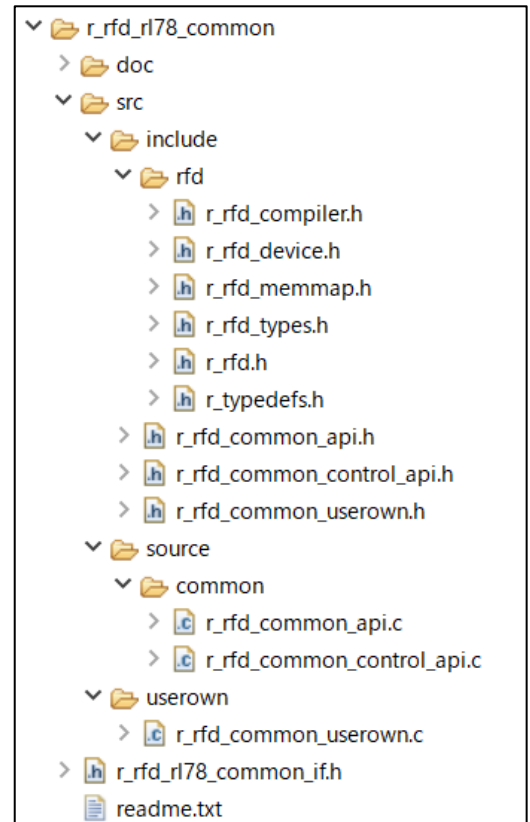 r_rfd_rl78_common
doc
src
include
rfd
.h r_rfd_compiler.h
.h r_rfd_device.h
.h r_rfd_memmap.h
.h r_rfd_types.h
.h r_rfd.h
.h r_typedefs.h
.h r_rfd_common_api.h
.h r_rfd_common_control_api.h
.h r_rfd_common_userown.h
source
common
.c r_rfd_common_api.c
.c r_rfd_common_control_api.c
userown
.c r_rfd_common_userown.c
.h r_rfd_rl78_common_if.h
readme.txt